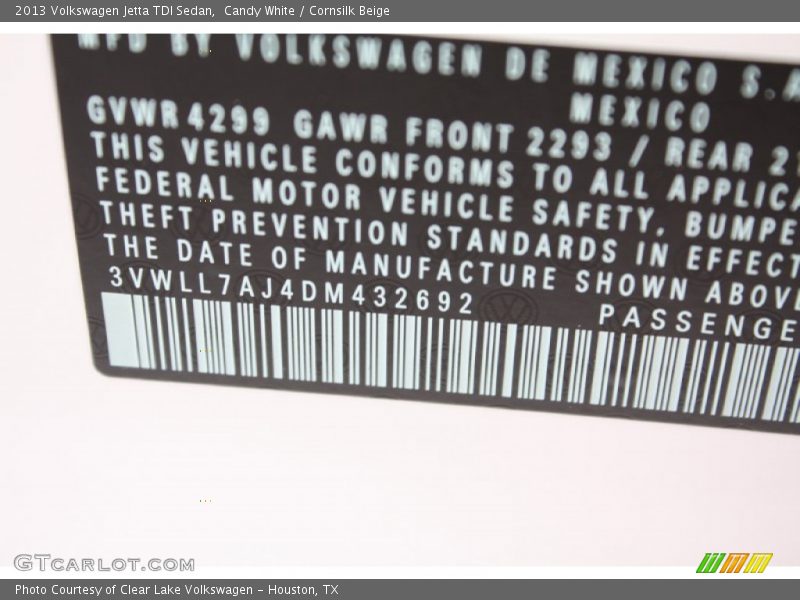 2013 Volkswagen Jetta TDI Sedan,  Candy White / Cornsilk Beige
MFD BY VOLKSWAGEN DE MEXICO S.A
MEXICO
GVWR 4299 GAWR FRONT 2293 / REAR 2
THIS VEHICLE CONFORMS TO ALL APPLICA
FEDERAL MOTOR VEHICLE SAFETY, BUMPE
THEFT PREVENTION STANDARDS IN EFFECT
THE DATE OF MANUFACTURE SHOWN ABOV
3VWLL7AJ4DM432692
PASSENGE
GTCARLOT.COM
Photo Courtesy of Clear Lake Volkswagen - Houston, TX